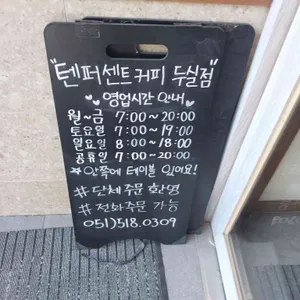 "텐퍼센트커피 두실점"
영업시간 안내
월~금 7:00~20:00
토요일 7:00~19:00
일요일 8:00~18:00
공휴일 7:00~20:00
안쪽에 테이블 있어요!
#단체주문 환영
#전화주문 가능
051)518.0309